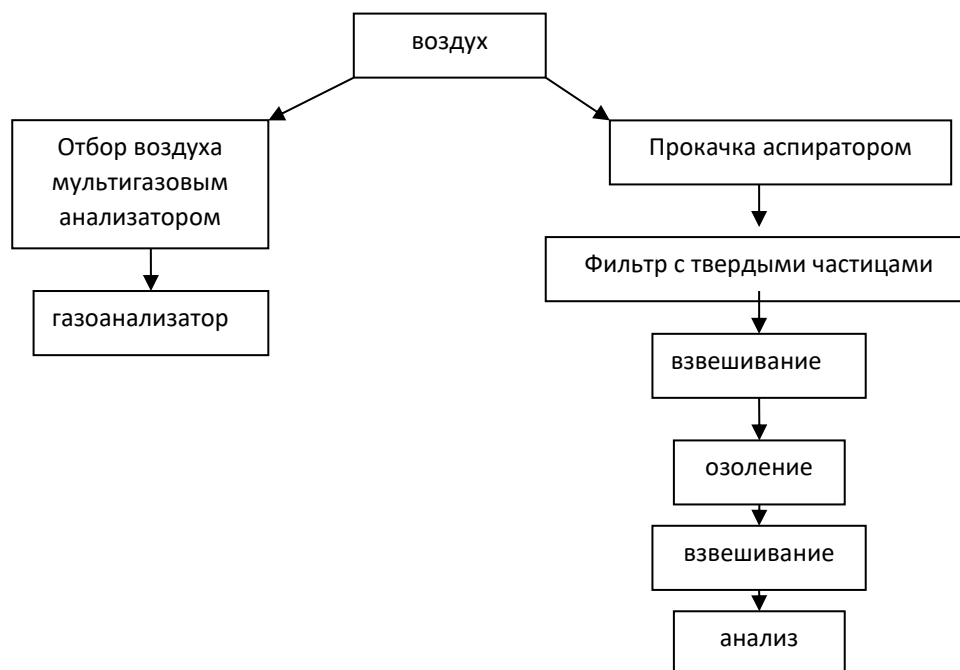 воздух
Отбор воздуха
мультигазовым
анализатором
газоанализатор
Прокачка аспиратором
Фильтр с твердыми частицами
взвешивание
озоление
взвешивание
анализ